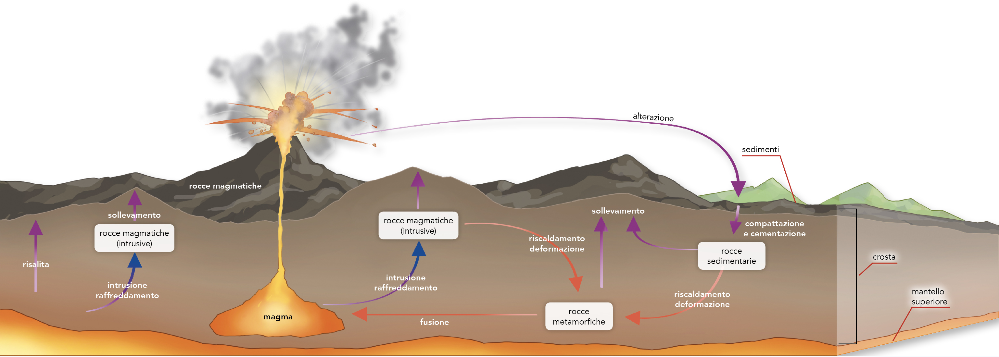 alterazione
sedimenti
rocce magmatiche
sollevamento
rocce magmatiche
(intrusive)
risalita
intrusione
raffreddamento
magma
rocce magmatiche
(intrusive)
intrusione
raffreddamento
fusione
riscaldamento
deformazione
sollevamento
rocce
metamorfiche
compattazione
e cementazione
rocce
sedimentarie
riscaldamento
deformazione
crosta
mantello
superiore